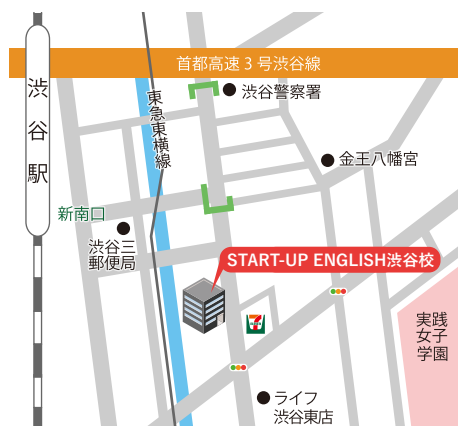 首都高速3号渋谷線
渋谷駅
東急東横線
渋谷警察署
金王八幡宮
新南口
渋谷三
郵便局
START-UP ENGLISH渋谷校
7
実践
女子
学園
ライフ
渋谷東店